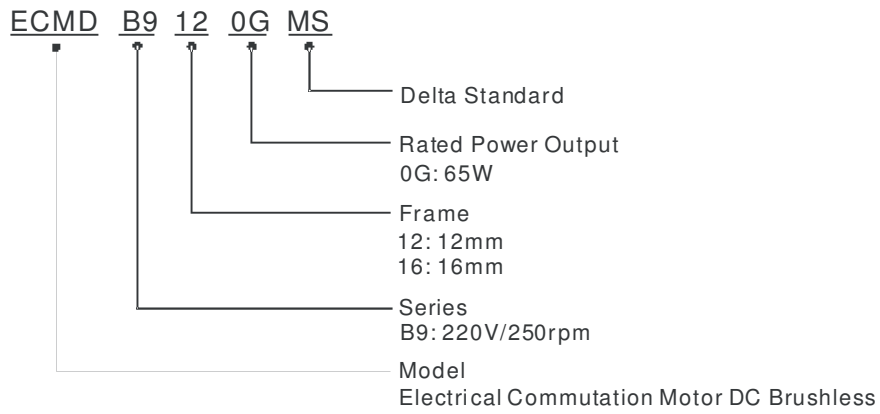 ECMD B9 12 0G MS
Delta Standard
Rated Power Output
0G: 65W
Frame
12: 12mm
16: 16mm
Series
B9: 220V/250rpm
Model
Electrical Commutation Motor DC Brushless